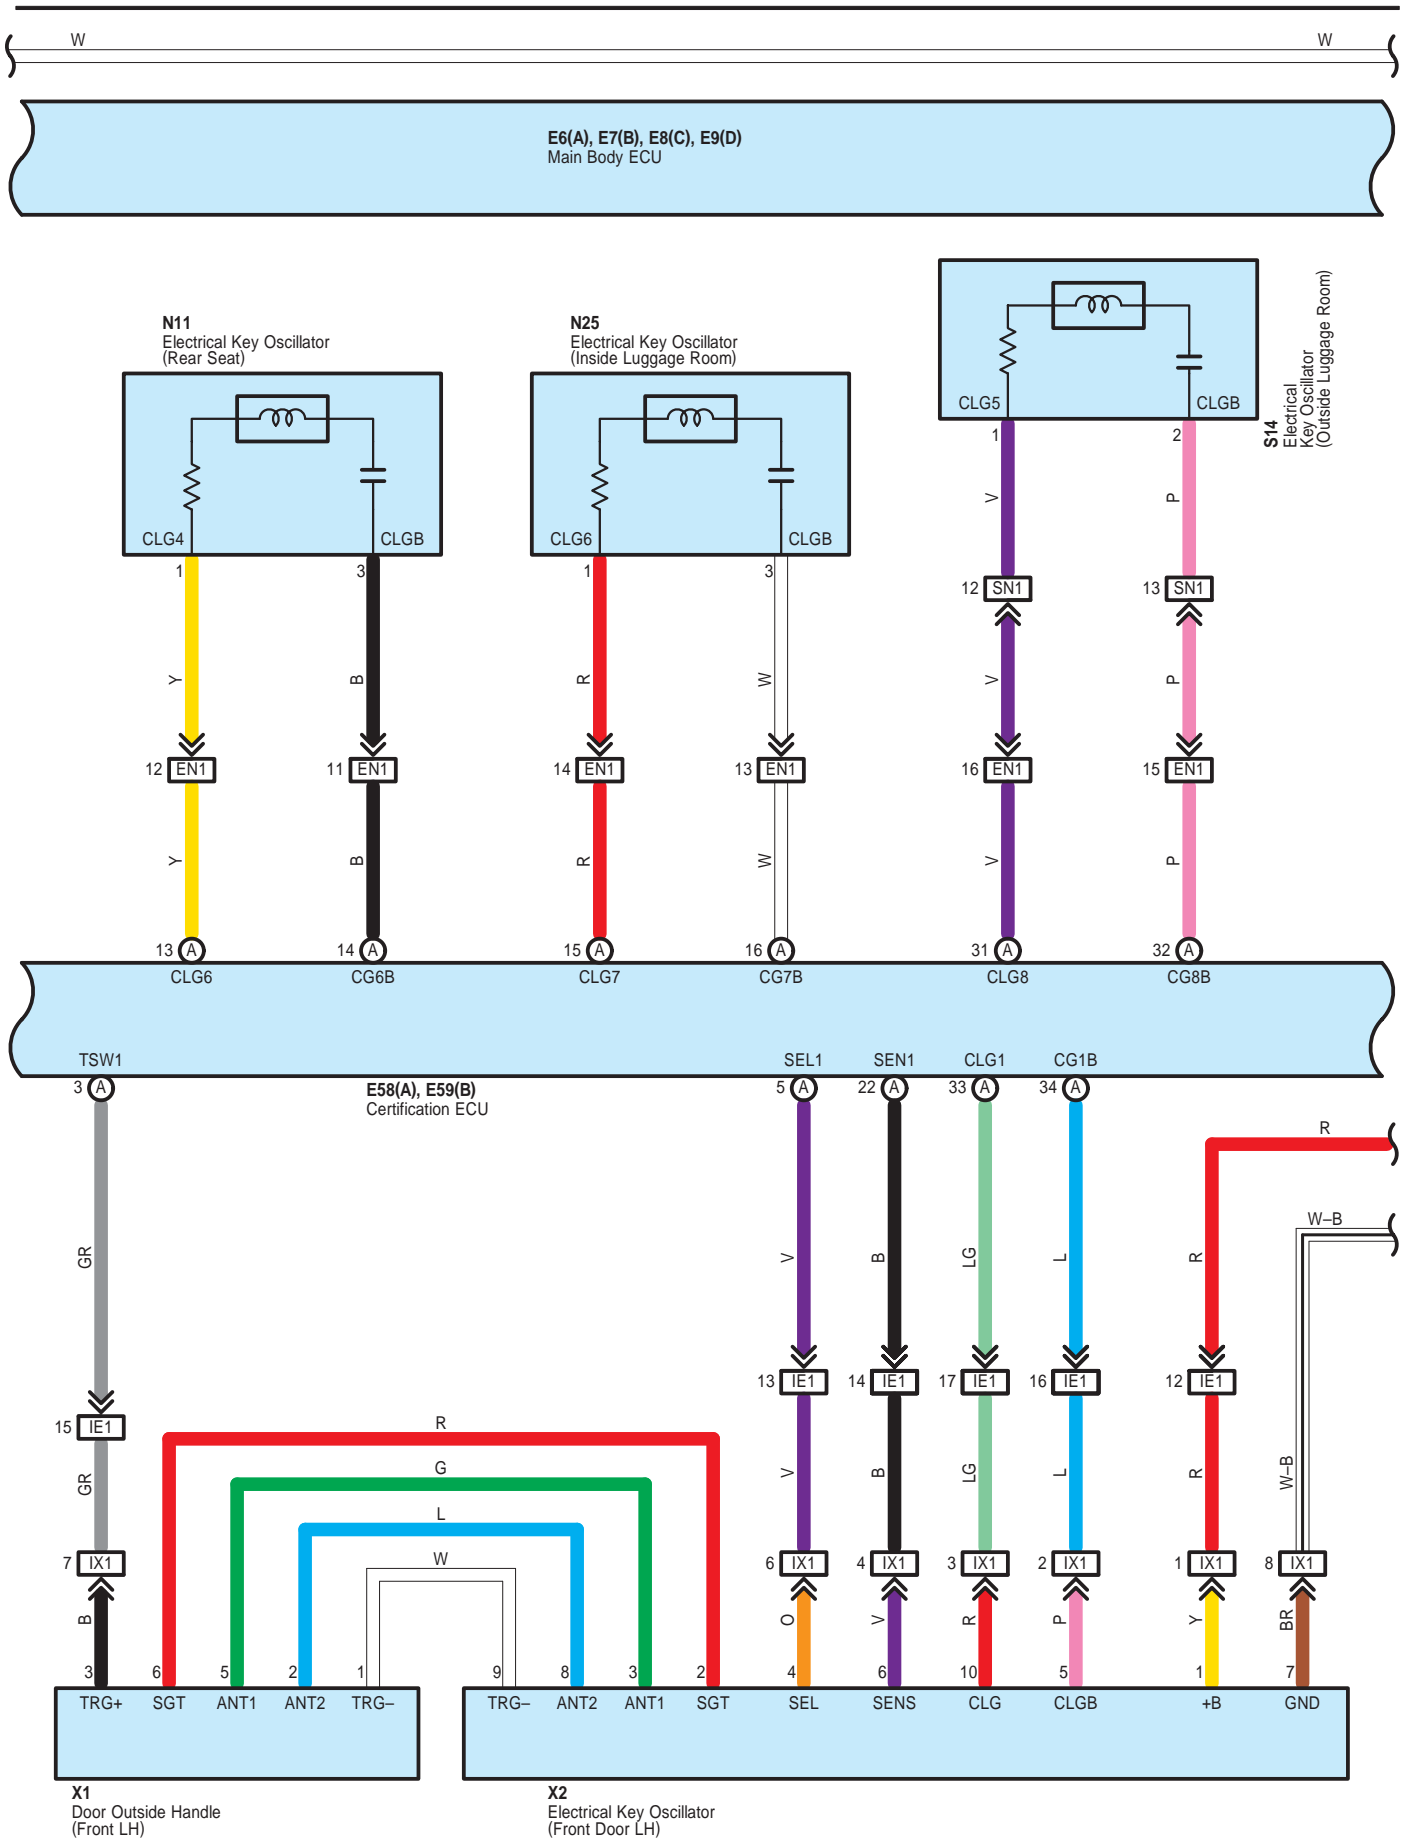 W W
E6(A), E7(B), E8(C), E9(D)
Main Body ECU
N11
Electrical Key Oscillator
(Rear Seat)
CLG4 CLGB
1 3
N25
Electrical Key Oscillator
(Inside Luggage Room)
CLG6 CLGB
1 3
CLG5 CLGB
1 2
S14
Electrical
Key Oscillator
(Outside Luggage Room)
V P
12 SN1 13 SN1
Y B R W V P
12 EN1 11 EN1 14 EN1 13 EN1 16 EN1 15 EN1
Y B R W V P
13 A 14 A 15 A 16 A 31 A 32 A
CLG6 CG6B CLG7 CG7B CLG8 CG8B
TSW1 SEL1 SEN1 CLG1 CG1B
3 A 5 A 22 A 33 A 34 A
E58(A), E59(B)
Certification ECU
R
W–B
GR V B LG L R
13 IE1 14 IE1 17 IE1 16 IE1 12 IE1
15 IE1
R
G
L
W
GR V B LG L R W–B
7 IX1 6 IX1 4 IX1 3 IX1 2 IX1 1 IX1 8 IX1
B O V R P Y BR
3 6 5 2 1 9 8 3 2 4 6 10 5 1 7
TRG+ SGT ANT1 ANT2 TRG– TRG– ANT2 ANT1 SGT SEL SENS CLG CLGB +B GND
X1
Door Outside Handle
(Front LH)
X2
Electrical Key Oscillator
(Front Door LH)